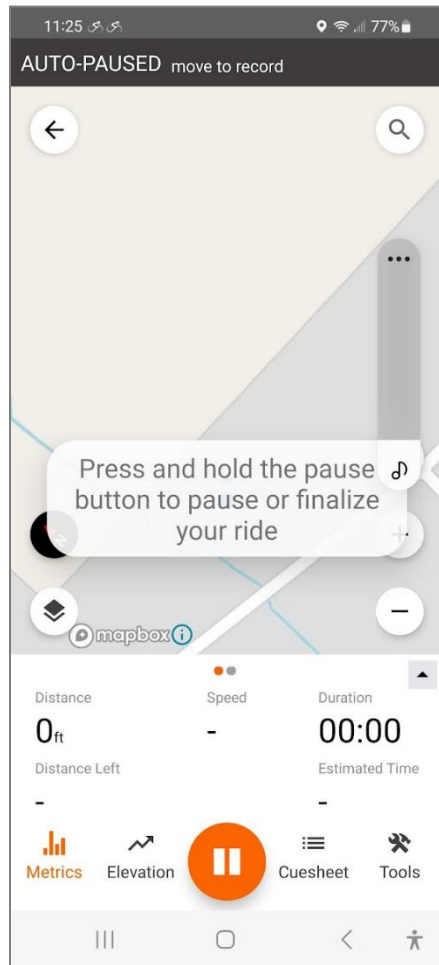 11:25 77%
AUTO-PAUSED move to record
Press and hold the pause
button to pause or finalize
your ride
mapbox
Distance Speed Duration
0ft - 00:00
Distance Left Estimated Time
- -
Metrics Elevation Cuesheet Tools